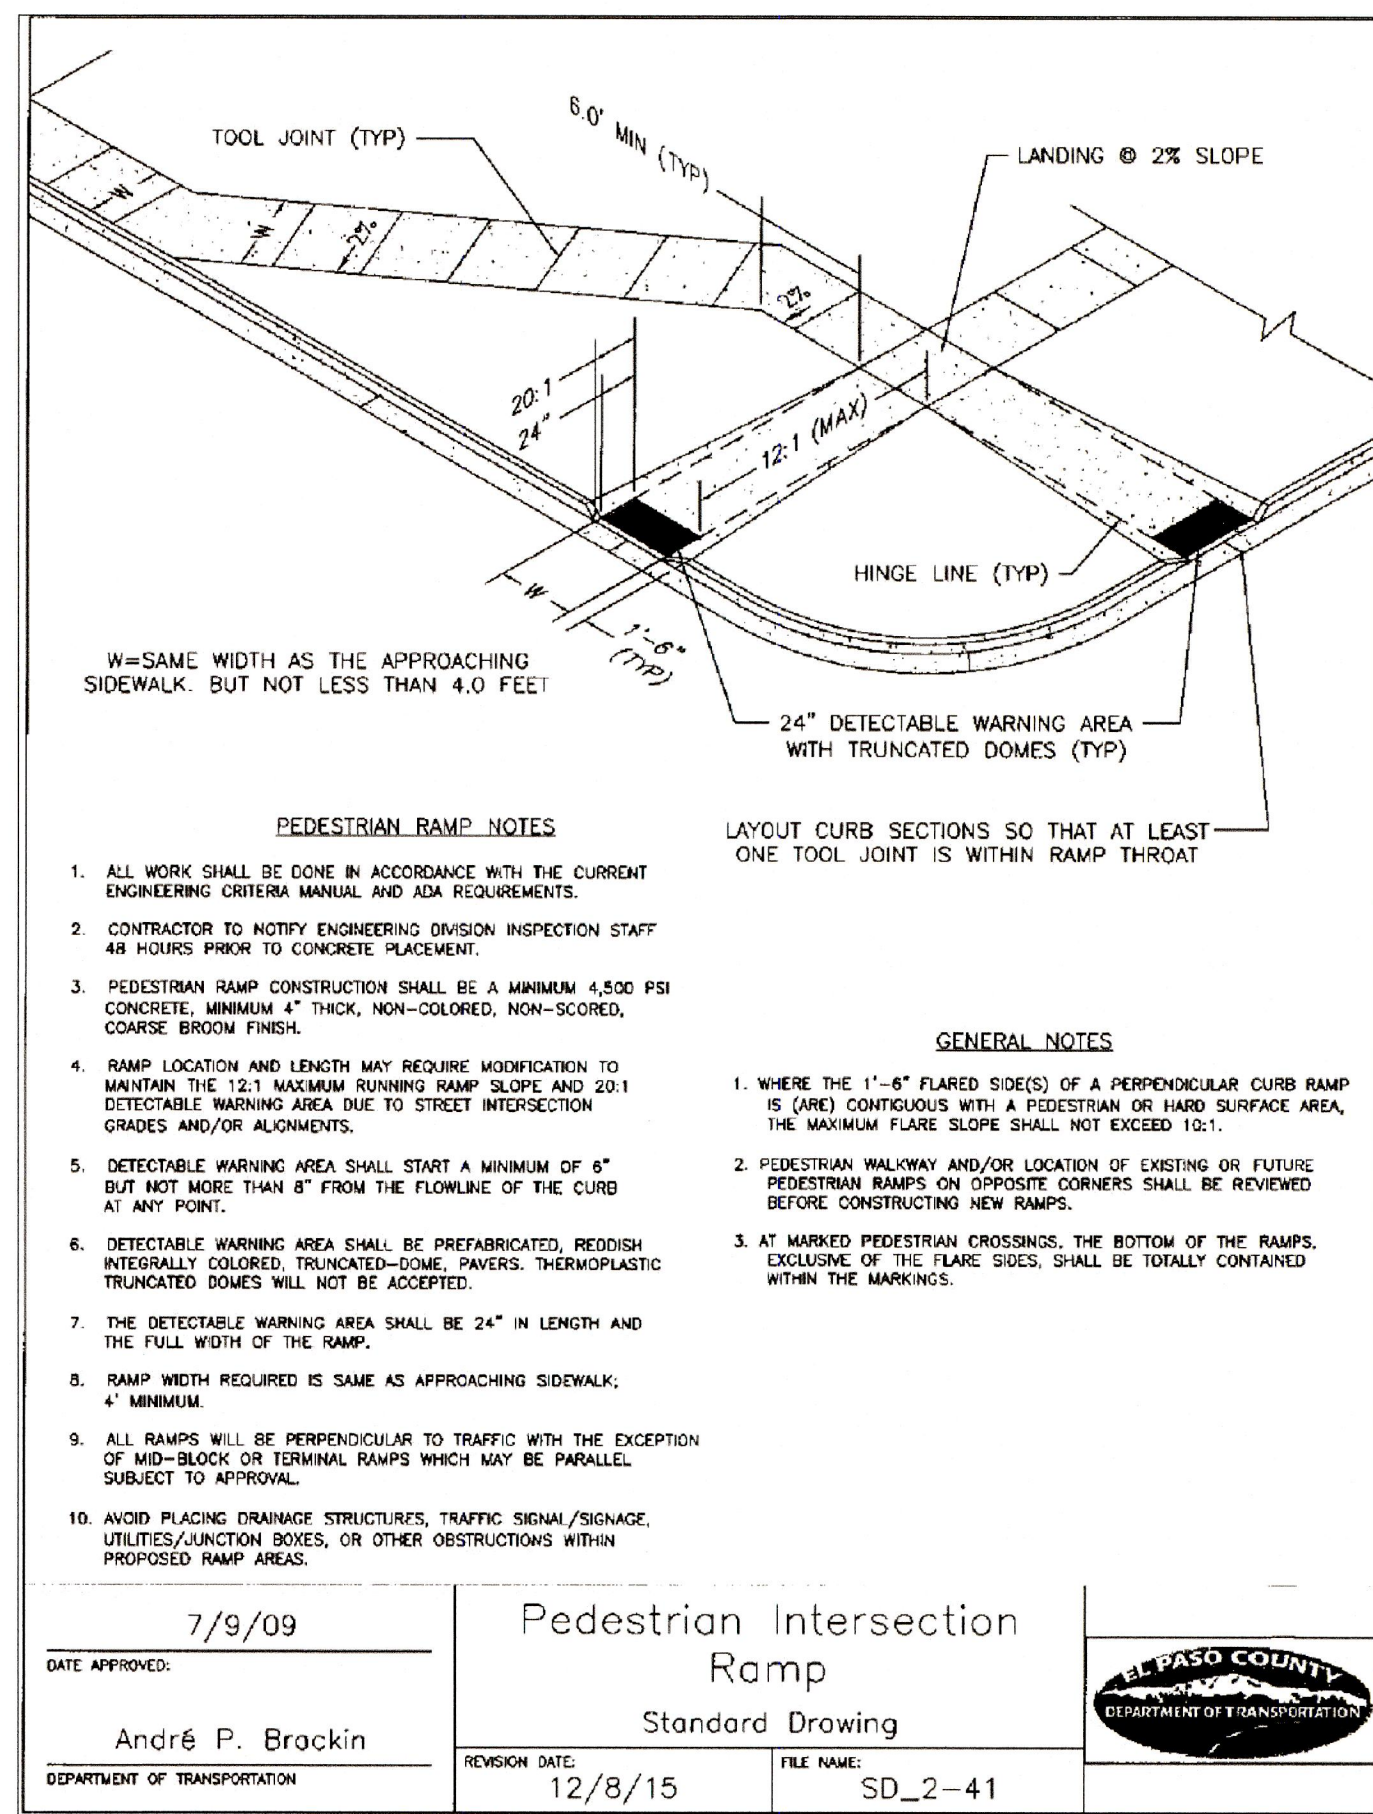 TOOL JOINT (TYP)
6.0' MIN (TYP)
LANDING @ 2% SLOPE
W
W
2%
2%
20:1
24"
12:1 (MAX)
HINGE LINE (TYP)
W
1'-6"
(TYP)
W=SAME WIDTH AS THE APPROACHING
SIDEWALK. BUT NOT LESS THAN 4.0 FEET
24" DETECTABLE WARNING AREA
WITH TRUNCATED DOMES (TYP)
LAYOUT CURB SECTIONS SO THAT AT LEAST
ONE TOOL JOINT IS WITHIN RAMP THROAT
PEDESTRIAN RAMP NOTES
1. ALL WORK SHALL BE DONE IN ACCORDANCE WITH THE CURRENT
ENGINEERING CRITERIA MANUAL AND ADA REQUIREMENTS.
2. CONTRACTOR TO NOTIFY ENGINEERING DIVISION INSPECTION STAFF
48 HOURS PRIOR TO CONCRETE PLACEMENT.
3. PEDESTRIAN RAMP CONSTRUCTION SHALL BE A MINIMUM 4,500 PSI
CONCRETE, MINIMUM 4" THICK, NON-COLORED, NON-SCORED,
COARSE BROOM FINISH.
4. RAMP LOCATION AND LENGTH MAY REQUIRE MODIFICATION TO
MAINTAIN THE 12:1 MAXIMUM RUNNING RAMP SLOPE AND 20:1
DETECTABLE WARNING AREA DUE TO STREET INTERSECTION
GRADES AND/OR ALIGNMENTS.
5. DETECTABLE WARNING AREA SHALL START A MINIMUM OF 6"
BUT NOT MORE THAN 8" FROM THE FLOWLINE OF THE CURB
AT ANY POINT.
6. DETECTABLE WARNING AREA SHALL BE PREFABRICATED, REDDISH
INTEGRALLY COLORED, TRUNCATED-DOME, PAVERS. THERMOPLASTIC
TRUNCATED DOMES WILL NOT BE ACCEPTED.
7. THE DETECTABLE WARNING AREA SHALL BE 24" IN LENGTH AND
THE FULL WIDTH OF THE RAMP.
8. RAMP WIDTH REQUIRED IS SAME AS APPROACHING SIDEWALK;
4' MINIMUM.
9. ALL RAMPS WILL BE PERPENDICULAR TO TRAFFIC WITH THE EXCEPTION
OF MID-BLOCK OR TERMINAL RAMPS WHICH MAY BE PARALLEL
SUBJECT TO APPROVAL.
10. AVOID PLACING DRAINAGE STRUCTURES, TRAFFIC SIGNAL/SIGNAGE,
UTILITIES/JUNCTION BOXES, OR OTHER OBSTRUCTIONS WITHIN
PROPOSED RAMP AREAS.
GENERAL NOTES
1. WHERE THE 1'-6" FLARED SIDE(S) OF A PERPENDICULAR CURB RAMP
IS (ARE) CONTIGUOUS WITH A PEDESTRIAN OR HARD SURFACE AREA,
THE MAXIMUM FLARE SLOPE SHALL NOT EXCEED 10:1.
2. PEDESTRIAN WALKWAY AND/OR LOCATION OF EXISTING OR FUTURE
PEDESTRIAN RAMPS ON OPPOSITE CORNERS SHALL BE REVIEWED
BEFORE CONSTRUCTING NEW RAMPS.
3. AT MARKED PEDESTRIAN CROSSINGS, THE BOTTOM OF THE RAMPS,
EXCLUSIVE OF THE FLARE SIDES, SHALL BE TOTALLY CONTAINED
WITHIN THE MARKINGS.
7/9/09
DATE APPROVED:
André P. Brackin
DEPARTMENT OF TRANSPORTATION
Pedestrian Intersection
Ramp
Standard Drawing
REVISION DATE:
12/8/15
FILE NAME:
SD_2-41
EL PASO COUNTY
DEPARTMENT OF TRANSPORTATION